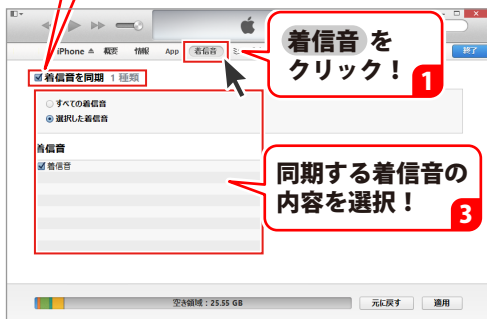 iPhone 概要 情報 App 着信音
終了
着信音 を
クリック！
1
着信音を同期 1 種類
すべての着信音
選択した着信音
着信音
着信音
同期する着信音の
内容を選択！
3
空き領域：25.55 GB
元に戻す 適用